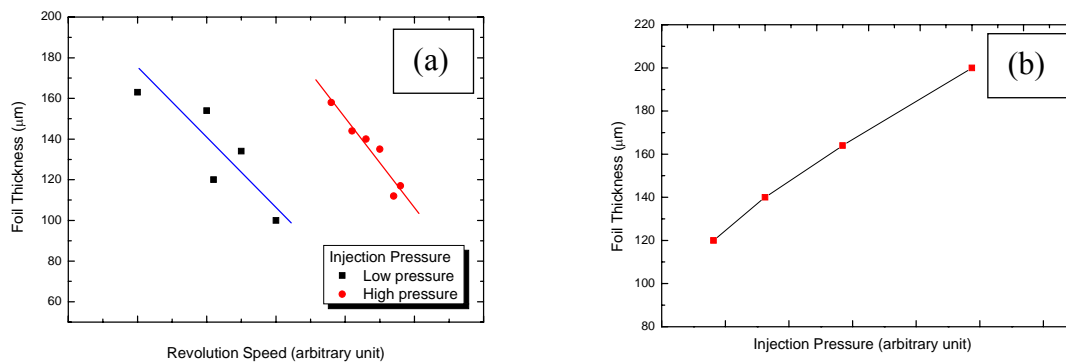 200
180
160
140
120
100
80
60
Foil Thickness (μm)
Revolution Speed (arbitrary unit)
(a)
Injection Pressure
Low pressure
High pressure
220
200
180
160
140
120
100
80
Foil Thickness (μm)
Injection Pressure (arbitrary unit)
(b)